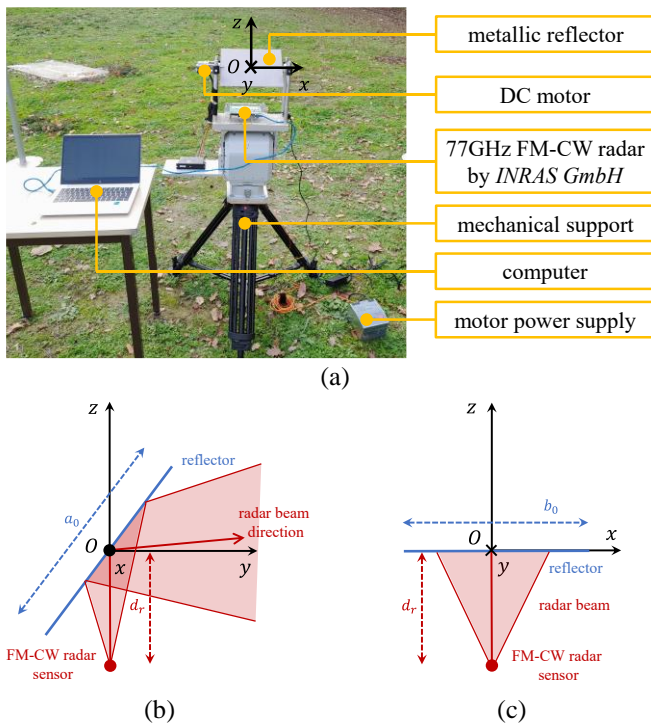 z
O
y
x
metallic reflector
DC motor
77GHz FM-CW radar
by INRAS GmbH
mechanical support
computer
motor power supply
(a)
z
reflector
a₀
radar beam
direction
O
x
y
dᵣ
FM-CW radar
sensor
(b)
z
b₀
O
x
y
reflector
dᵣ
radar beam
FM-CW radar
sensor
(c)